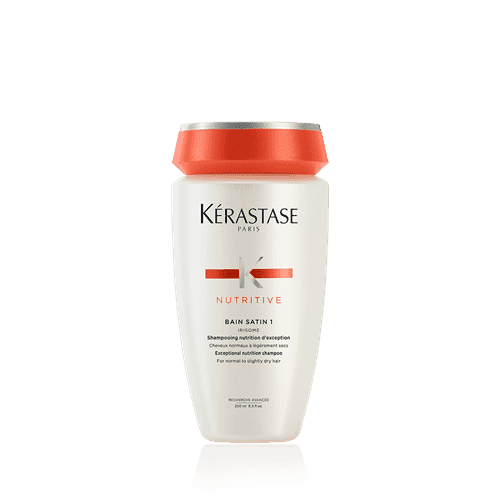 KÉRASTASE
PARIS
K
NUTRITIVE
BAIN SATIN 1
IRISOME
Shampooing nutrition d'exception
Cheveux normaux à légèrement secs
Exceptional nutrition shampoo
For normal to slightly dry hair
RECHERCHE AVANCÉE
250 ml 8.5 fl.oz.